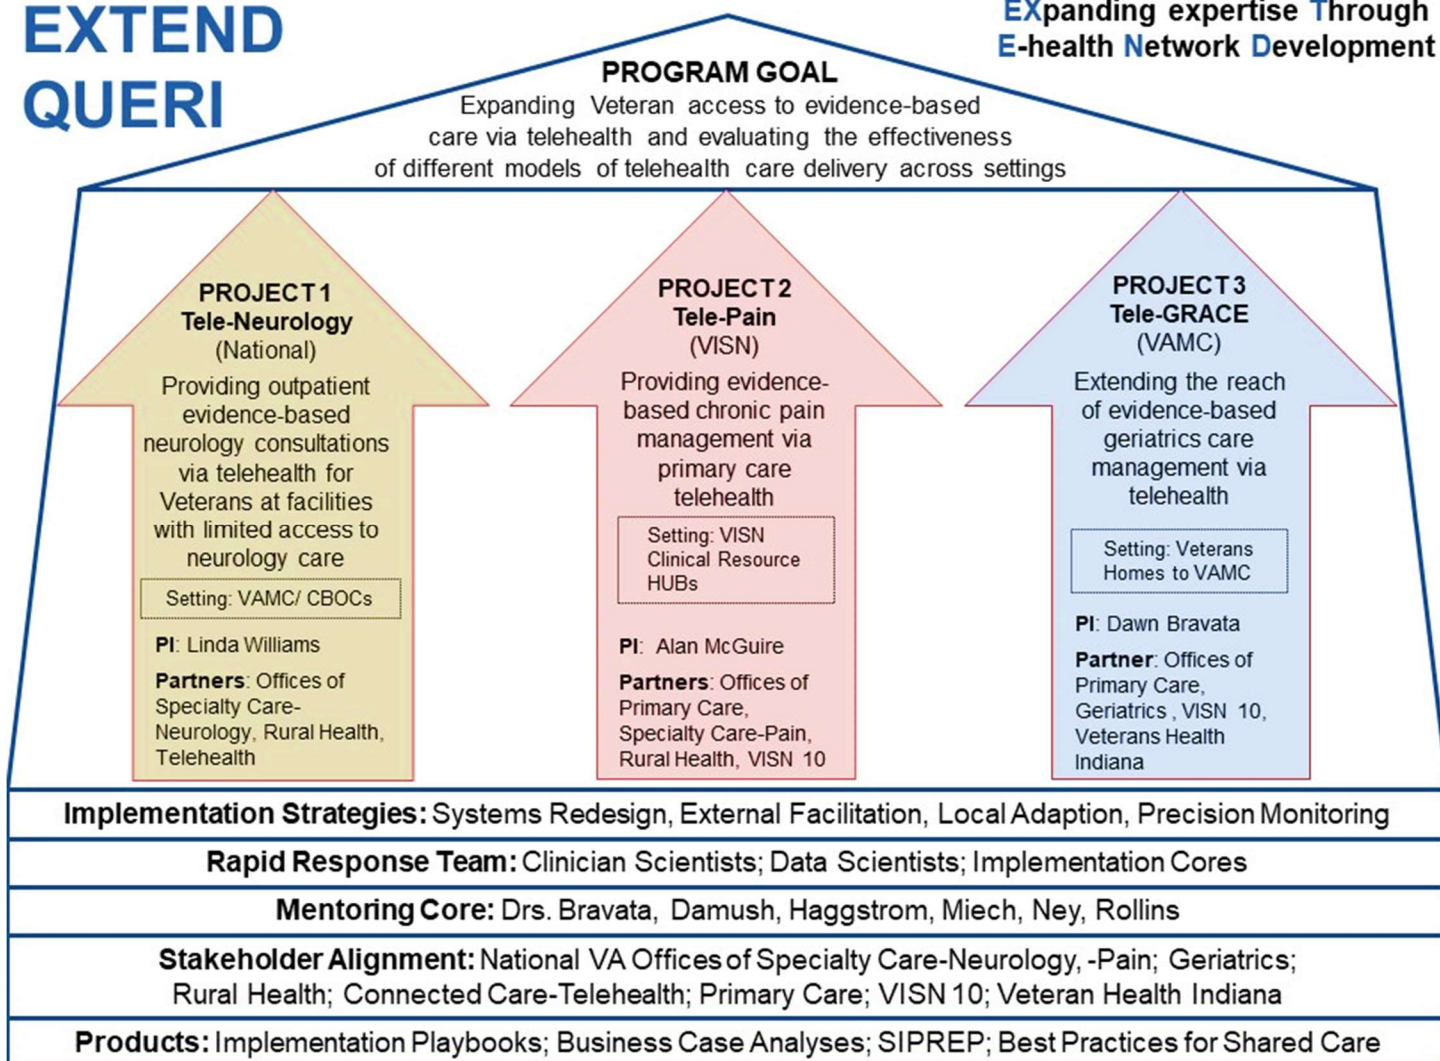 EXTEND
QUERI
EXpanding expertise Through
E-health Network Development
PROGRAM GOAL
Expanding Veteran access to evidence-based
care via telehealth and evaluating the effectiveness
of different models of telehealth care delivery across settings
PROJECT 1
Tele-Neurology
(National)
Providing outpatient
evidence-based
neurology consultations
via telehealth for
Veterans at facilities
with limited access to
neurology care
Setting: VAMC/ CBOCs
PI: Linda Williams
Partners: Offices of
Specialty Care-
Neurology, Rural Health,
Telehealth
PROJECT 2
Tele-Pain
(VISN)
Providing evidence-
based chronic pain
management via
primary care
telehealth
Setting: VISN
Clinical Resource
HUBs
PI: Alan McGuire
Partners: Offices of
Primary Care,
Specialty Care-Pain,
Rural Health, VISN 10
PROJECT 3
Tele-GRACE
(VAMC)
Extending the reach
of evidence-based
geriatrics care
management via
telehealth
Setting: Veterans
Homes to VAMC
PI: Dawn Bravata
Partner: Offices of
Primary Care,
Geriatrics , VISN 10,
Veterans Health
Indiana
Implementation Strategies: Systems Redesign, External Facilitation, Local Adaption, Precision Monitoring
Rapid Response Team: Clinician Scientists; Data Scientists; Implementation Cores
Mentoring Core: Drs. Bravata, Damush, Haggstrom, Miech, Ney, Rollins
Stakeholder Alignment: National VA Offices of Specialty Care-Neurology, -Pain; Geriatrics;
Rural Health; Connected Care-Telehealth; Primary Care; VISN 10; Veteran Health Indiana
Products: Implementation Playbooks; Business Case Analyses; SIPREP; Best Practices for Shared Care